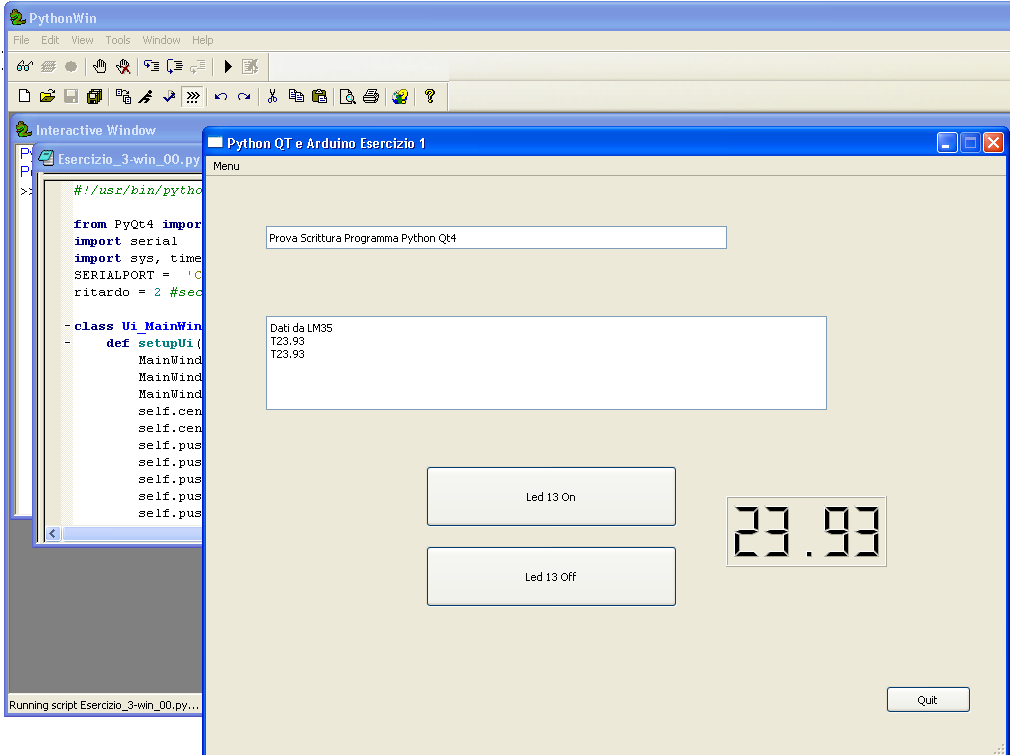 PythonWin
File Edit View Tools Window Help
Interactive Window
>>
Esercizio_3-win_00.py
#!/usr/bin/pytho
from PyQt4 impor
import serial
import sys, time
SERIALPORT = 'C
ritardo = 2 #sec
class Ui_MainWin
def setupUi(
MainWind
MainWind
MainWind
self.cen
self.cen
self.pus
self.pus
self.pus
self.pus
self.pus
Running script Esercizio_3-win_00.py...
Python QT e Arduino Esercizio 1
Menu
Prova Scrittura Programma Python Qt4
Dati da LM35
T23.93
T23.93
Led 13 On
23.93
Led 13 Off
Quit